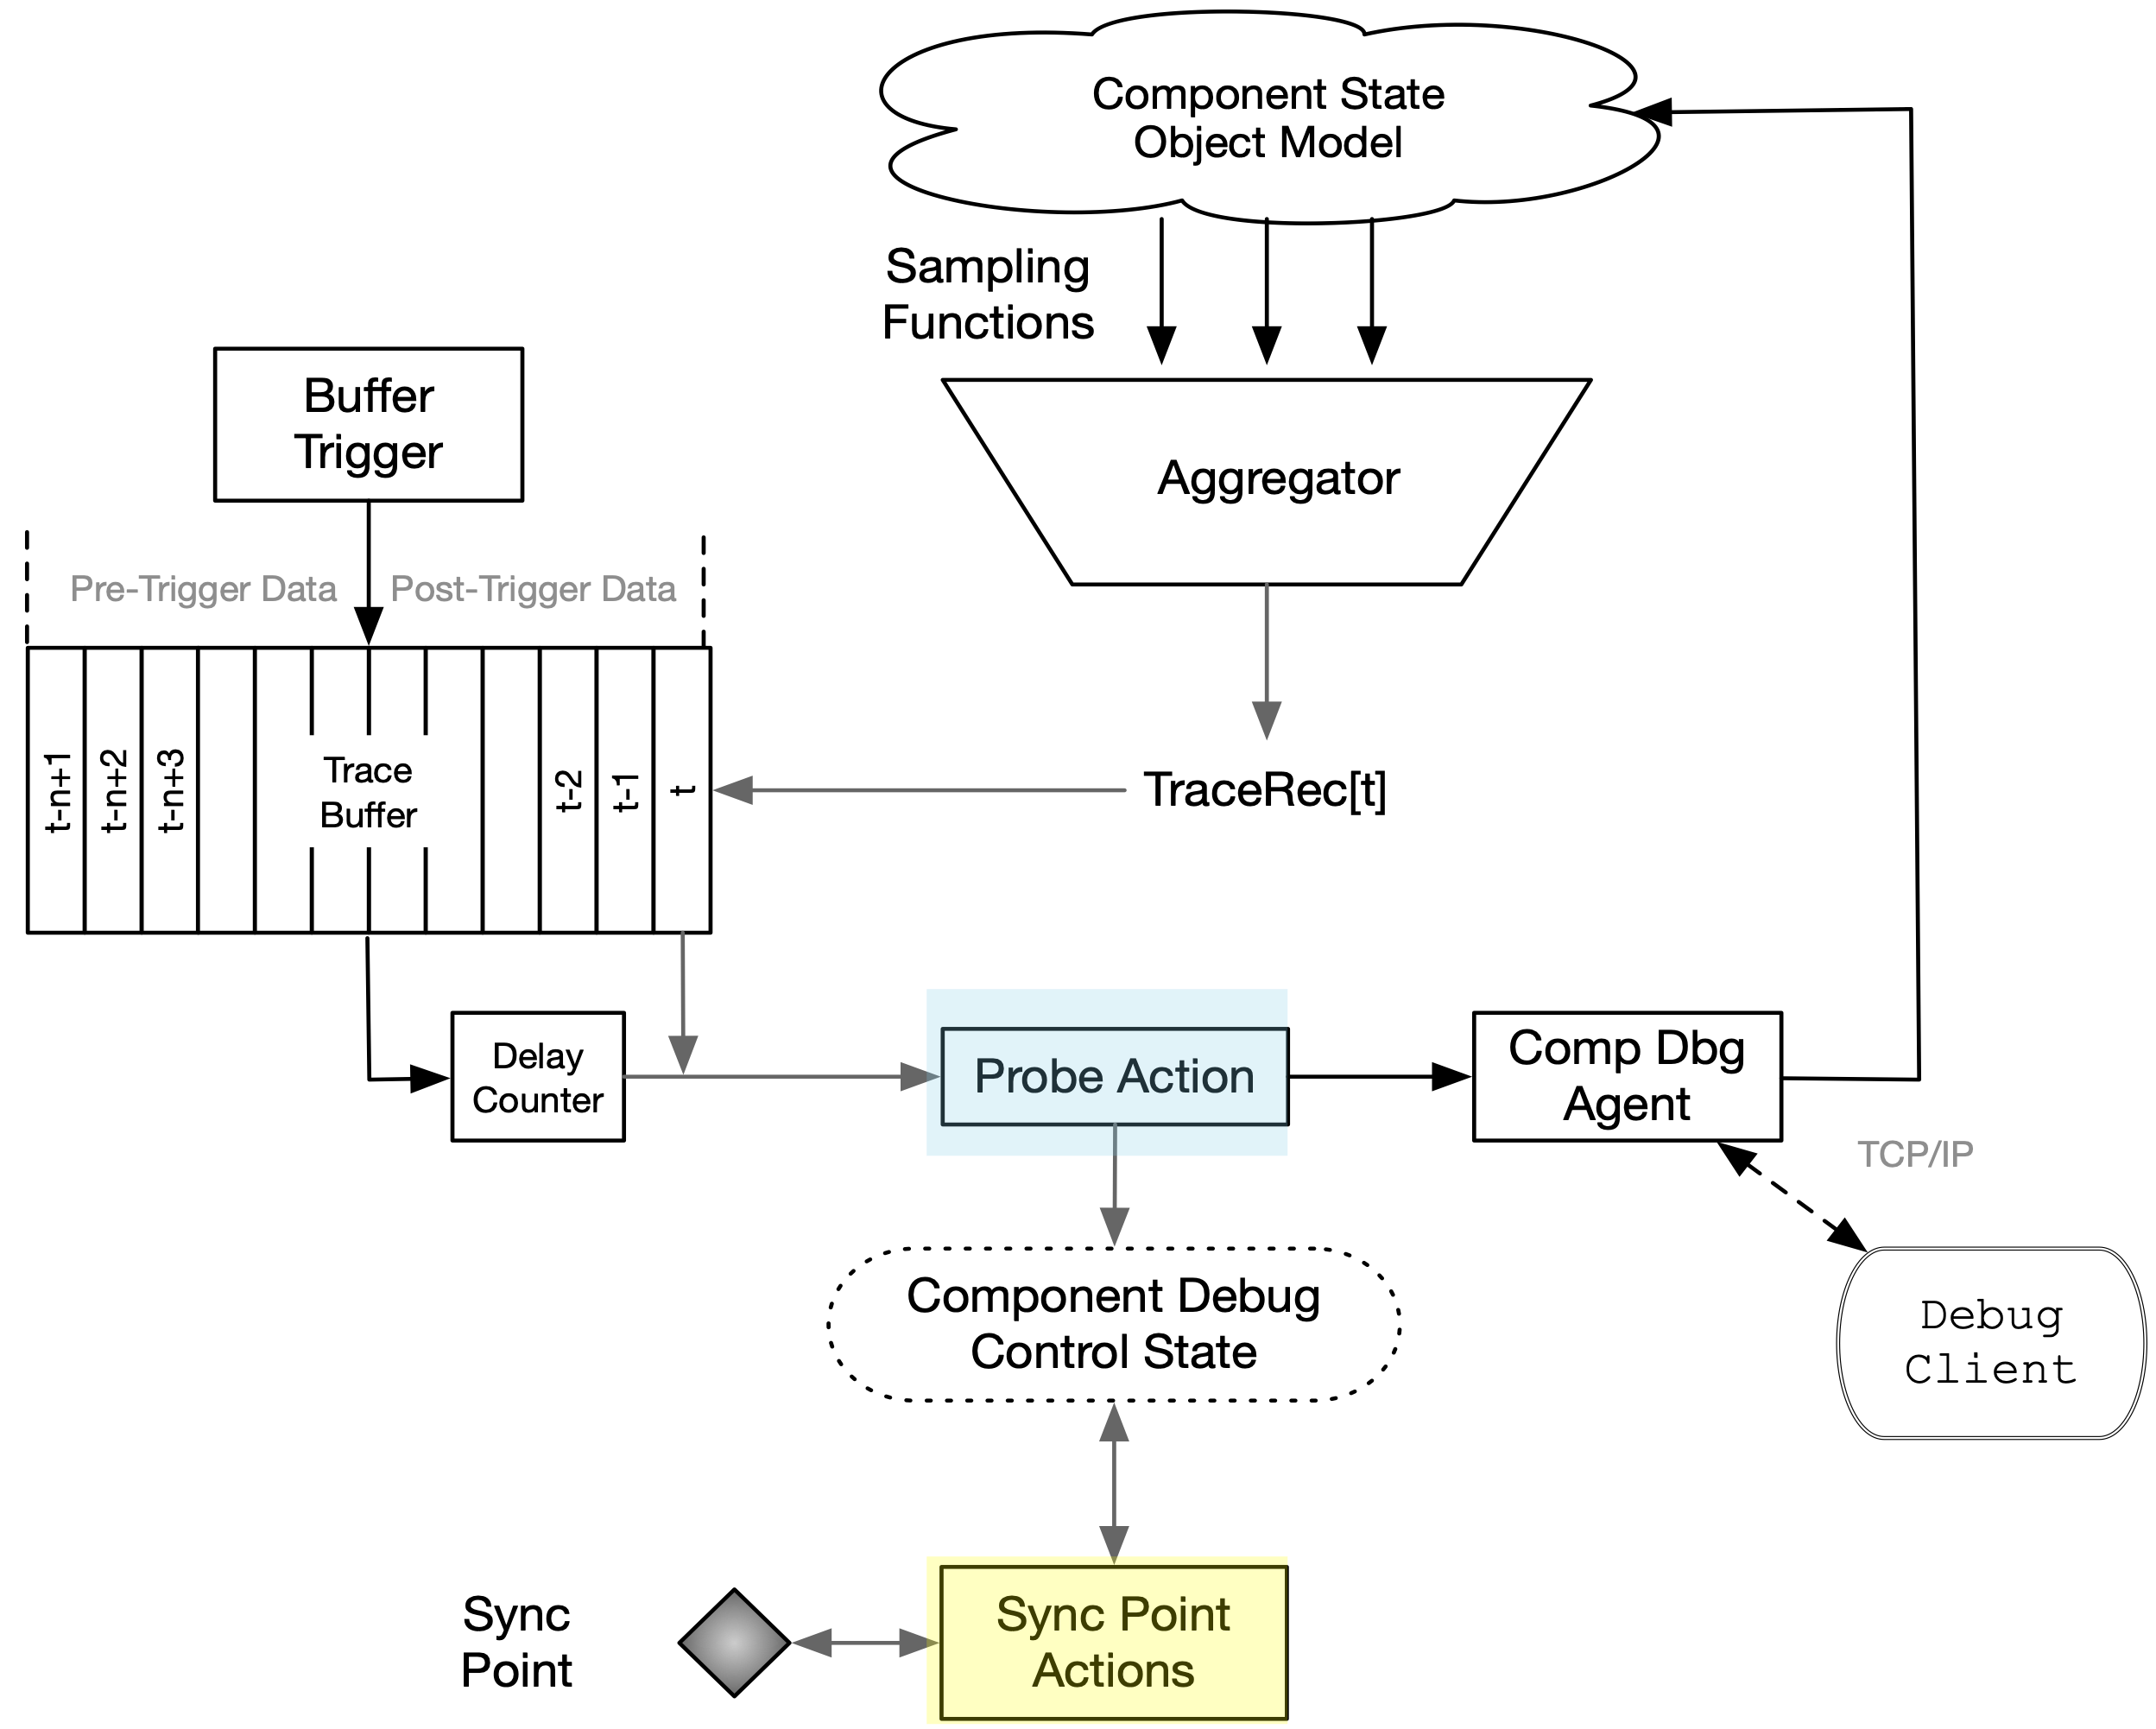 Component State
Object Model
Sampling
Functions
Buffer
Trigger
Aggregator
Pre-Trigger Data
Post-Trigger Data
t-n+1
t-n+2
t-n+3
Trace
Buffer
t-2
t-1
t
TraceRec[t]
Delay
Counter
Probe Action
Comp Dbg
Agent
TCP/IP
Component Debug
Control State
Debug
Client
Sync
Point
Sync Point
Actions